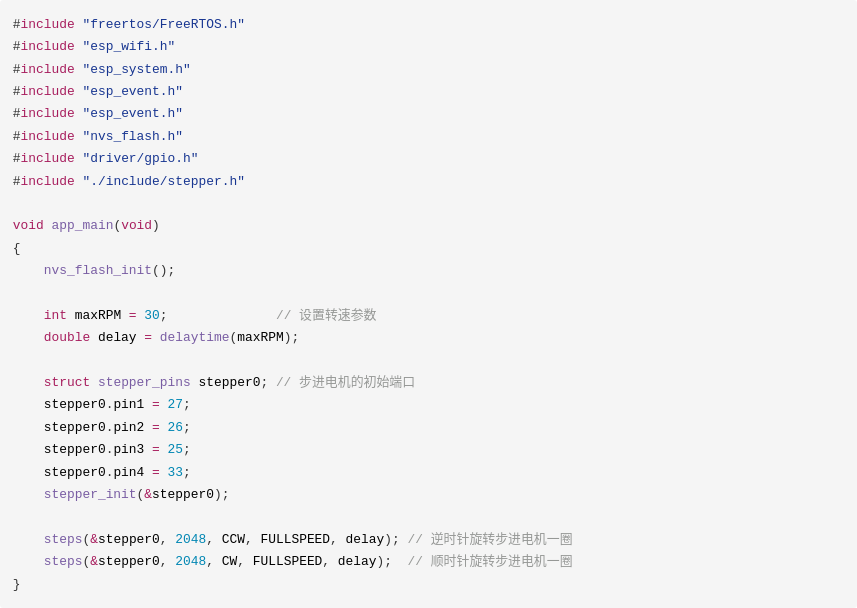 #include "freertos/FreeRTOS.h"
#include "esp_wifi.h"
#include "esp_system.h"
#include "esp_event.h"
#include "esp_event.h"
#include "nvs_flash.h"
#include "driver/gpio.h"
#include "./include/stepper.h"

void app_main(void)
{
    nvs_flash_init();

    int maxRPM = 30;              // 设置转速参数
    double delay = delaytime(maxRPM);

    struct stepper_pins stepper0; // 步进电机的初始端口
    stepper0.pin1 = 27;
    stepper0.pin2 = 26;
    stepper0.pin3 = 25;
    stepper0.pin4 = 33;
    stepper_init(&stepper0);

    steps(&stepper0, 2048, CCW, FULLSPEED, delay); // 逆时针旋转步进电机一圈
    steps(&stepper0, 2048, CW, FULLSPEED, delay);  // 顺时针旋转步进电机一圈
}